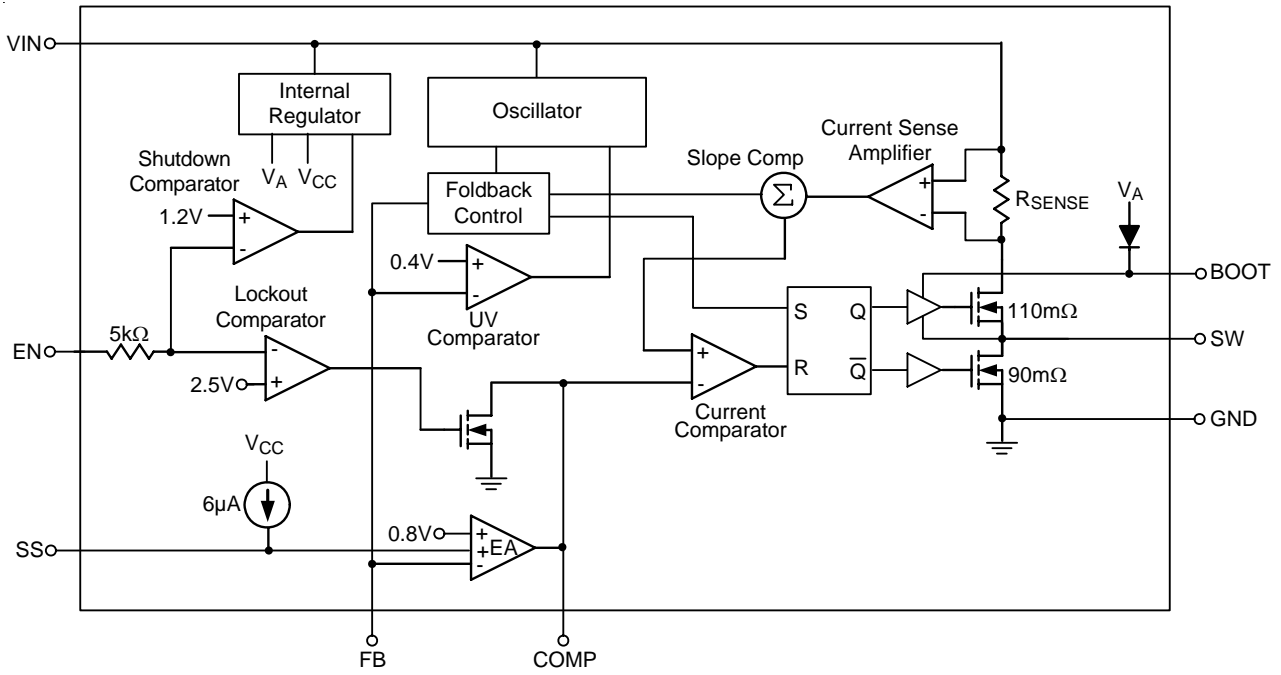 VIN
Internal
Regulator
Oscillator
Current Sense
Amplifier
Slope Comp
Shutdown
Comparator
VA
VCC
Foldback
Control
Σ
+
-
RSENSE
VA
1.2V
+
-
0.4V
+
-
BOOT
Lockout
Comparator
UV
Comparator
S
Q
110mΩ
5kΩ
EN
-
2.5V
+
SW
+
-
R
Q̅
90mΩ
Current
Comparator
GND
VCC
6µA
0.8V
+
SS
+
EA
-
FB
COMP